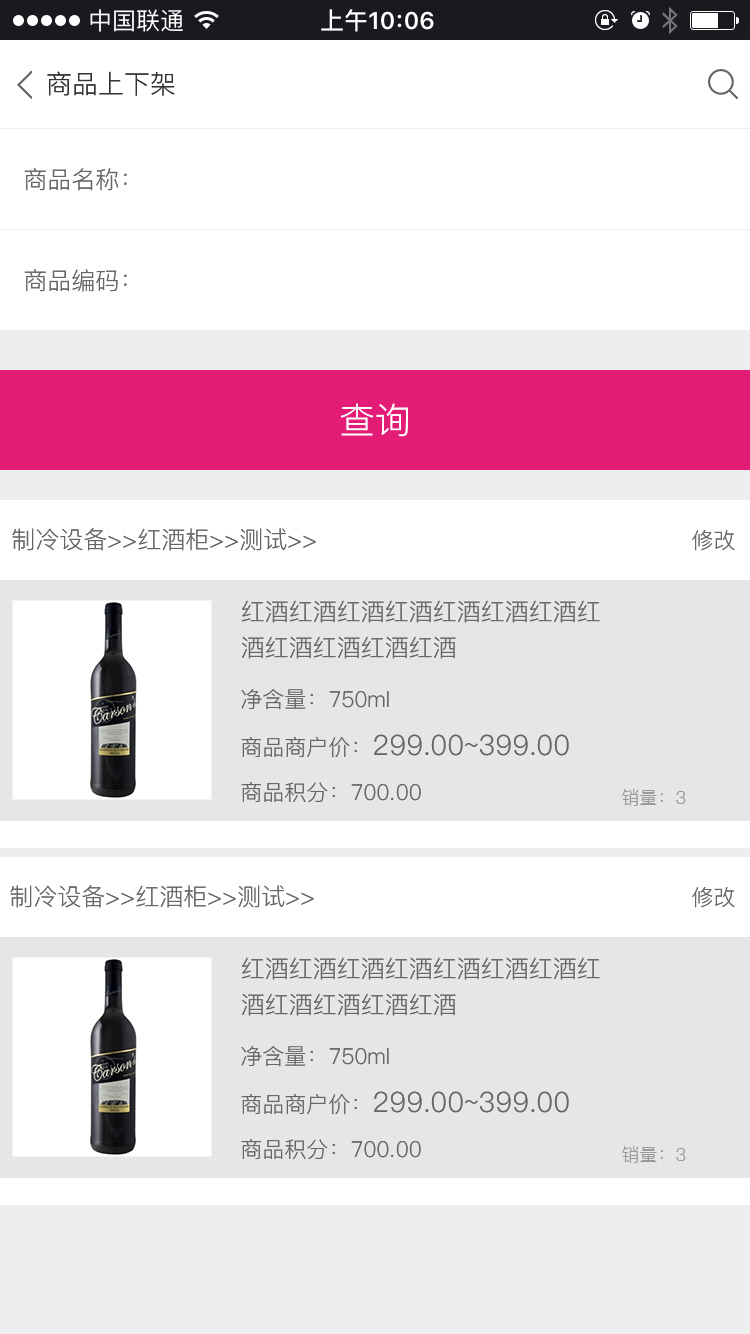 中国联通
上午10:06
商品上下架
商品名称：
商品编码：
查询
制冷设备>>红酒柜>>测试>>
修改
红酒红酒红酒红酒红酒红酒红酒红
酒红酒红酒红酒红酒
净含量：750ml
商品商户价：299.00~399.00
商品积分：700.00
销量：3
Carson's
制冷设备>>红酒柜>>测试>>
修改
红酒红酒红酒红酒红酒红酒红酒红
酒红酒红酒红酒红酒
净含量：750ml
商品商户价：299.00~399.00
商品积分：700.00
销量：3
Carson's